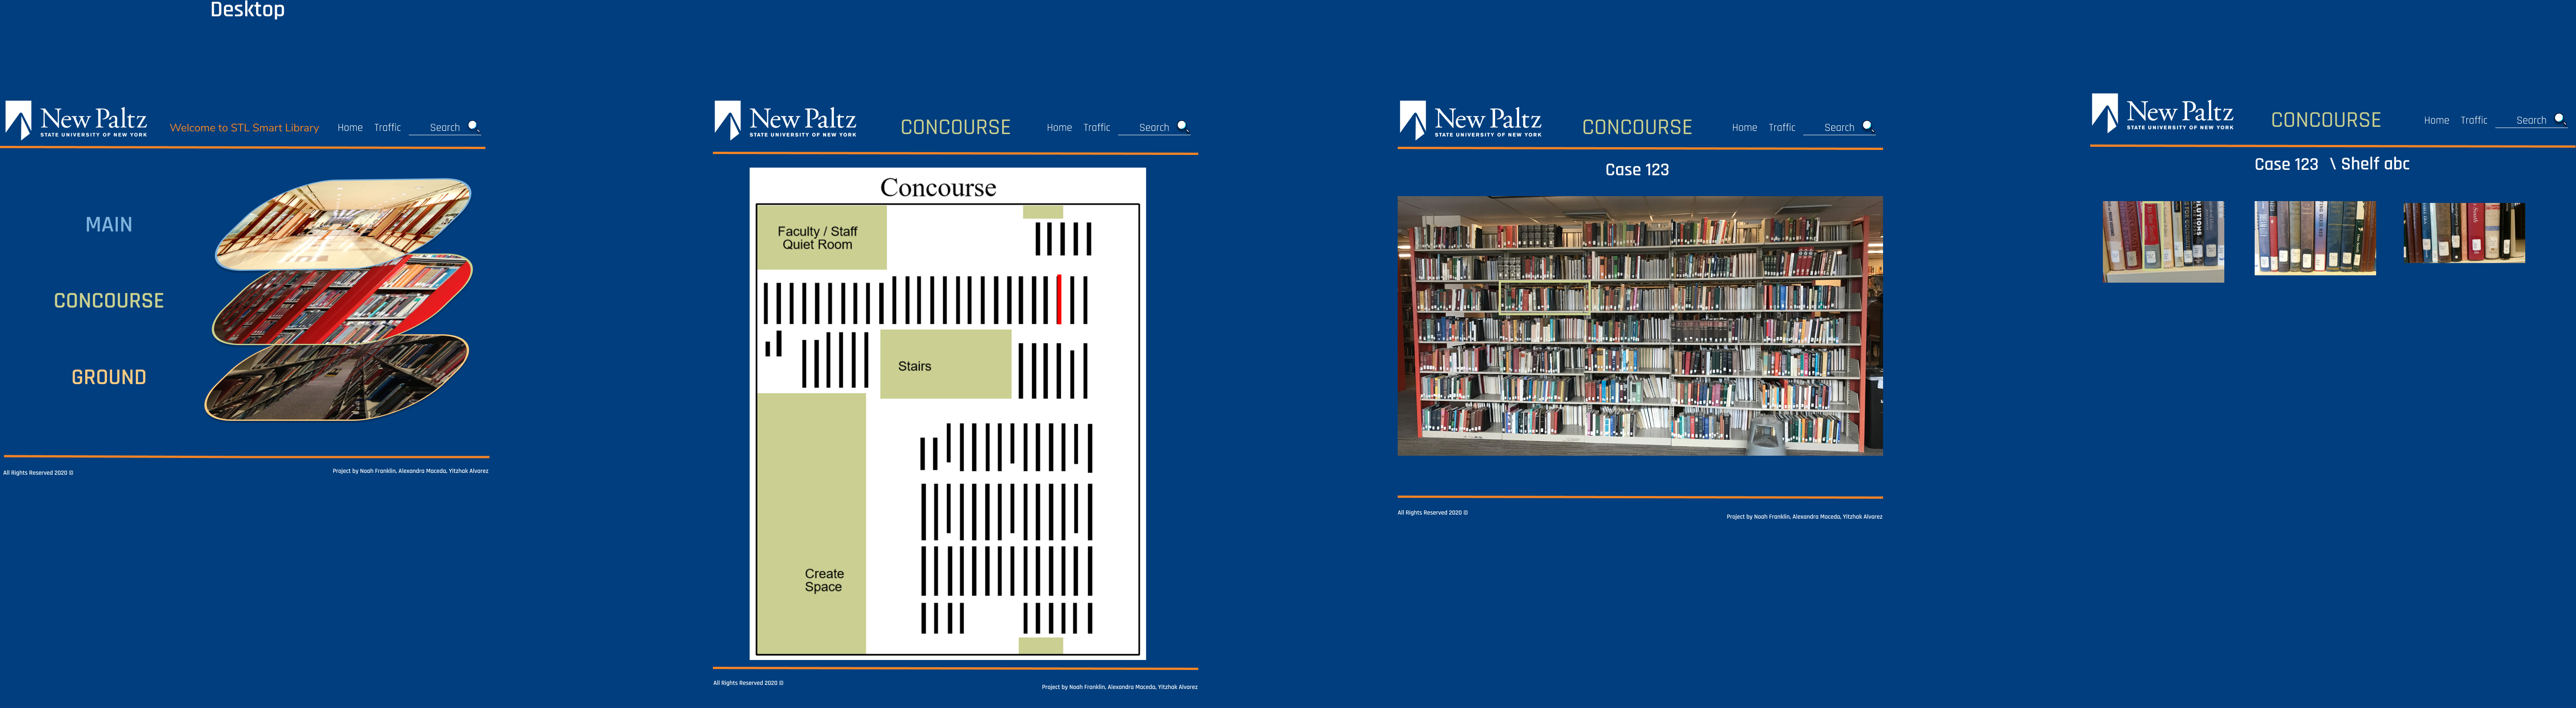 Desktop
New Paltz
STATE UNIVERSITY OF NEW YORK
Welcome to STL Smart Library
Home
Traffic
Search
MAIN
CONCOURSE
GROUND
All Rights Reserved 2020 ©
Project by Noah Franklin, Alexandra Macedo, Yitzhak Alvarez
New Paltz
STATE UNIVERSITY OF NEW YORK
CONCOURSE
Home
Traffic
Search
Concourse
Faculty / Staff
Quiet Room
Stairs
Create
Space
All Rights Reserved 2020 ©
Project by Noah Franklin, Alexandra Macedo, Yitzhak Alvarez
New Paltz
STATE UNIVERSITY OF NEW YORK
CONCOURSE
Home
Traffic
Search
Case 123
All Rights Reserved 2020 ©
Project by Noah Franklin, Alexandra Macedo, Yitzhak Alvarez
New Paltz
STATE UNIVERSITY OF NEW YORK
CONCOURSE
Home
Traffic
Search
Case 123 \ Shelf abc